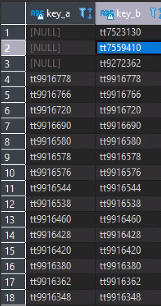 key_a key_b
1 [NULL] tt7523130
2 [NULL] tt7559410
3 [NULL] tt9272362
4 tt9916778 tt9916778
5 tt9916766 tt9916766
6 tt9916720 tt9916720
7 tt9916690 tt9916690
8 tt9916580 tt9916580
9 tt9916578 tt9916578
10 tt9916576 tt9916576
11 tt9916544 tt9916544
12 tt9916538 tt9916538
13 tt9916460 tt9916460
14 tt9916428 tt9916428
15 tt9916420 tt9916420
16 tt9916380 tt9916380
17 tt9916362 tt9916362
18 tt9916348 tt9916348